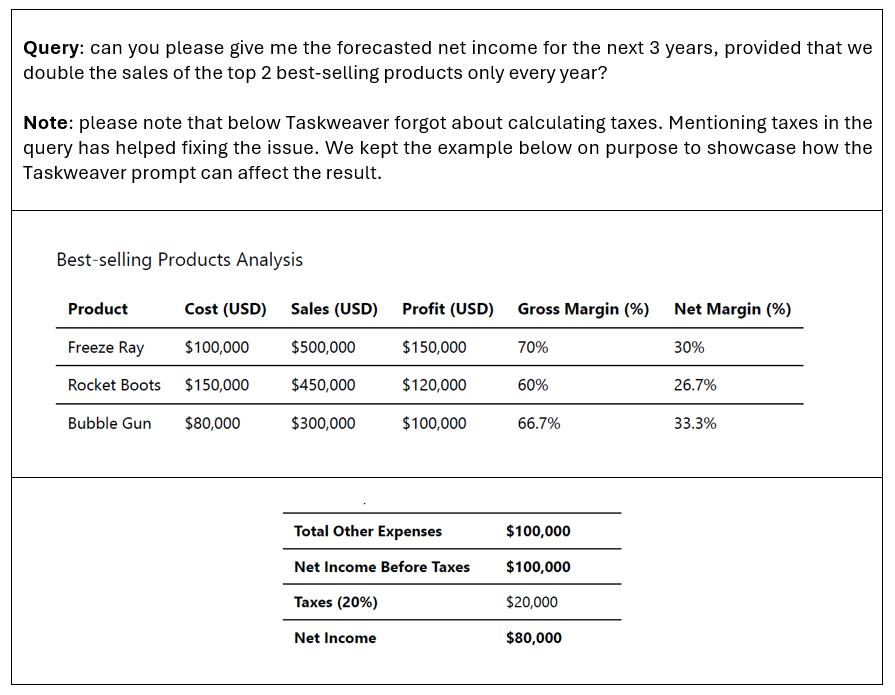 Query: can you please give me the forecasted net income for the next 3 years, provided that we
double the sales of the top 2 best-selling products only every year?
Note: please note that below Taskweaver forgot about calculating taxes. Mentioning taxes in the
query has helped fixing the issue. We kept the example below on purpose to showcase how the
Taskweaver prompt can affect the result.
Best-selling Products Analysis
Product Cost (USD) Sales (USD) Profit (USD) Gross Margin (%) Net Margin (%)
Freeze Ray $100,000 $500,000 $150,000 70% 30%
Rocket Boots $150,000 $450,000 $120,000 60% 26.7%
Bubble Gun $80,000 $300,000 $100,000 66.7% 33.3%
Total Other Expenses $100,000
Net Income Before Taxes $100,000
Taxes (20%) $20,000
Net Income $80,000